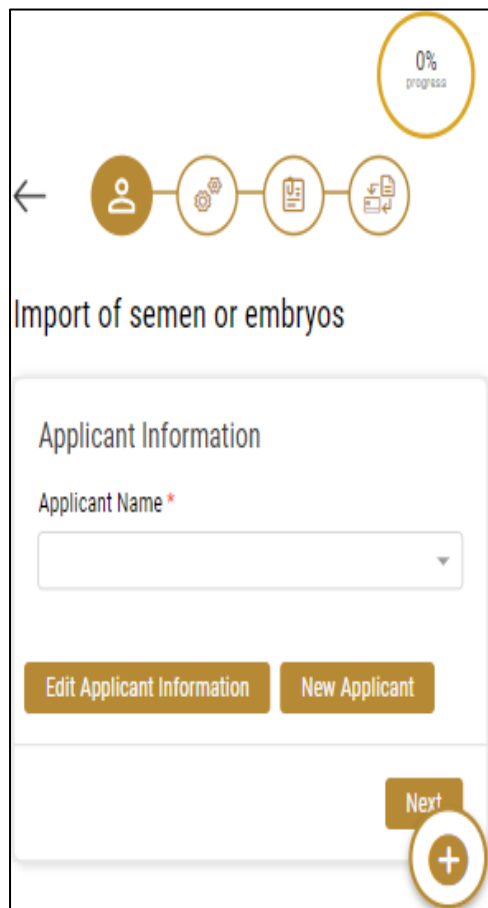 0%
progress
Import of semen or embryos
Applicant Information
Applicant Name *
Edit Applicant Information
New Applicant
Next